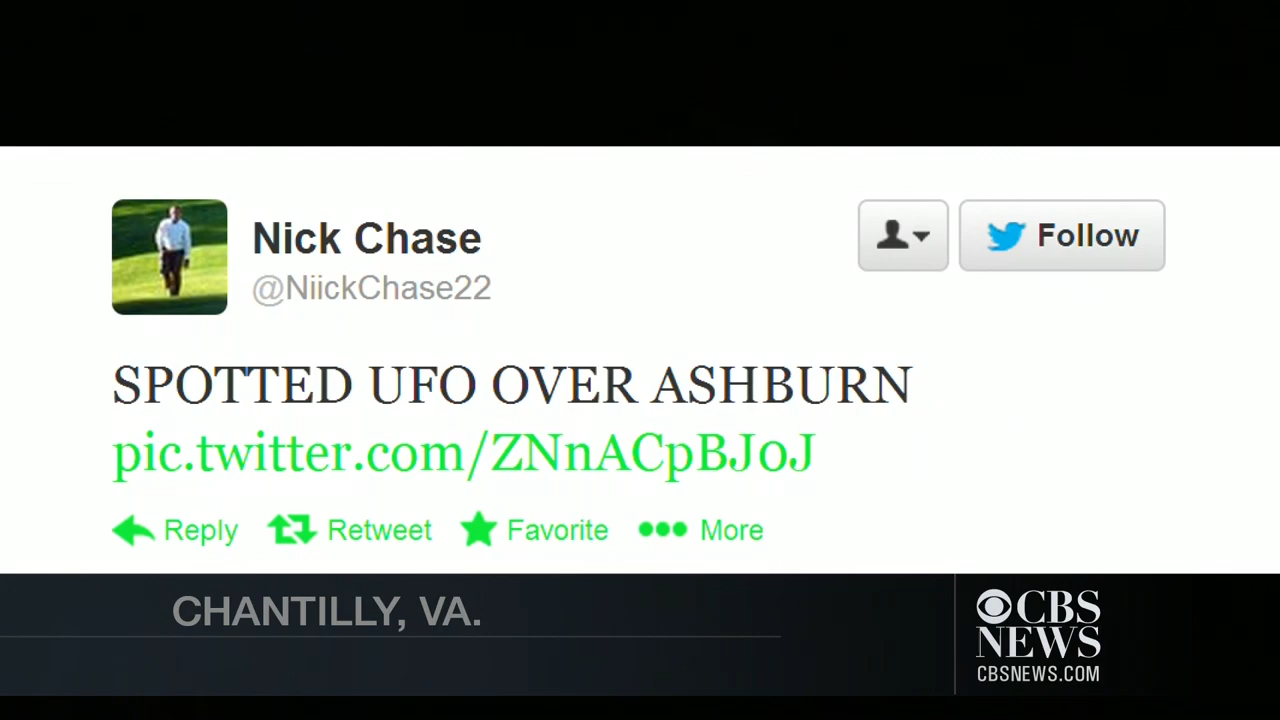 Nick Chase
@NiickChase22
Follow
SPOTTED UFO OVER ASHBURN
pic.twitter.com/ZNnACpBJ0J
Reply Retweet Favorite More
CHANTILLY, VA.
CBS
NEWS
CBSNEWS.COM